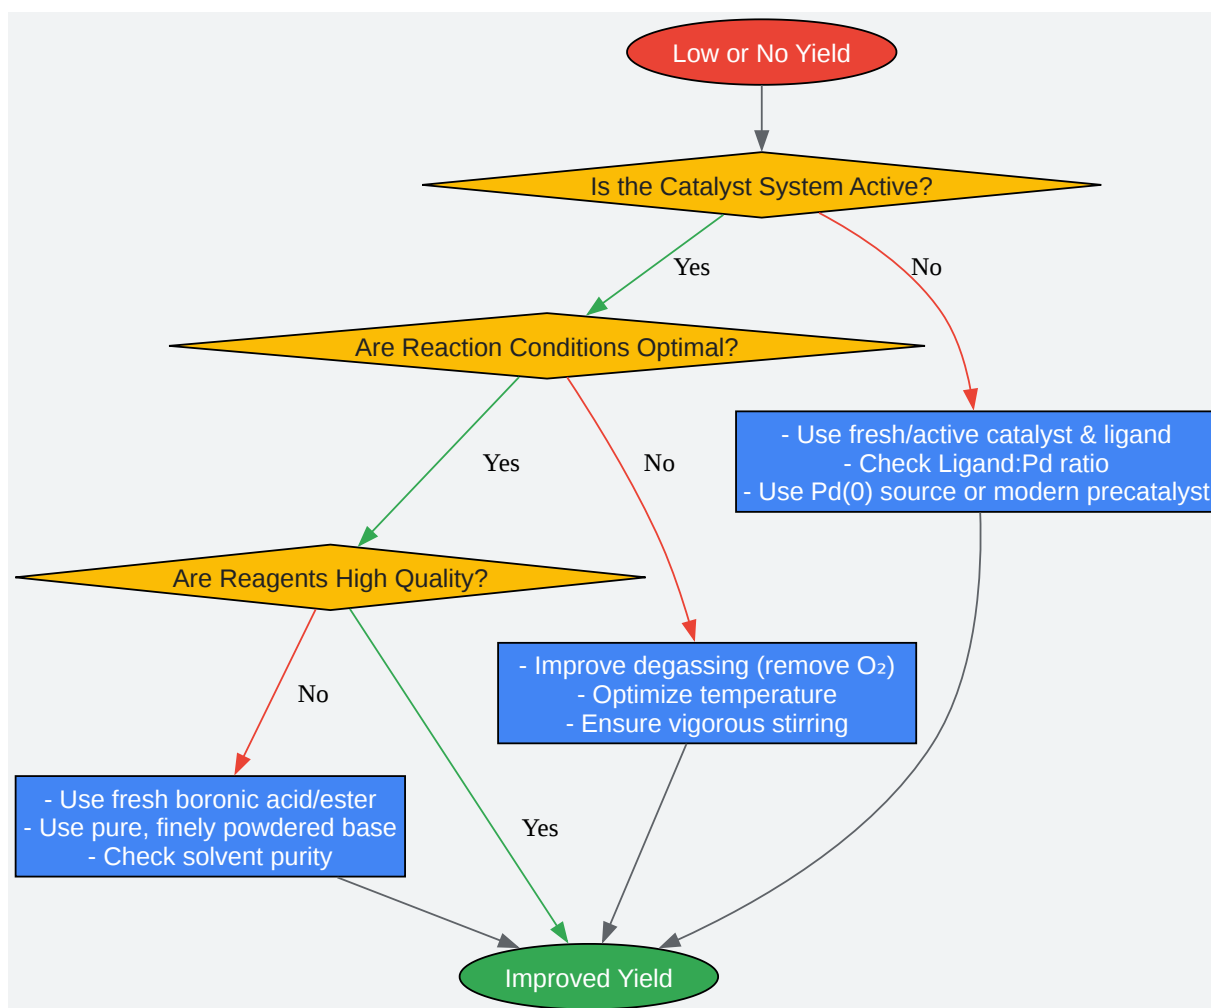 Low or No Yield
Is the Catalyst System Active?
Yes
No
Are Reaction Conditions Optimal?
- Use fresh/active catalyst & ligand
- Check Ligand:Pd ratio
- Use Pd(0) source or modern precatalyst
Yes
No
Are Reagents High Quality?
- Improve degassing (remove O₂)
- Optimize temperature
- Ensure vigorous stirring
No
- Use fresh boronic acid/ester
- Use pure, finely powdered base
- Check solvent purity
Yes
Improved Yield